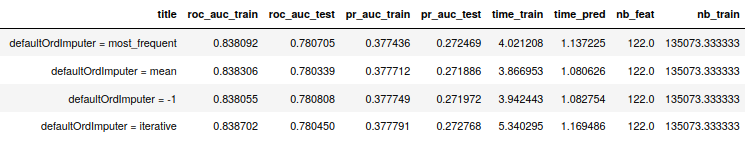 title roc_auc_train roc_auc_test pr_auc_train pr_auc_test time_train time_pred nb_feat nb_train
defaultOrdImputer = most_frequent 0.838092 0.780705 0.377436 0.272469 4.021208 1.137225 122.0 135073.333333
defaultOrdImputer = mean 0.838306 0.780339 0.377712 0.271886 3.866953 1.080626 122.0 135073.333333
defaultOrdImputer = -1 0.838055 0.780808 0.377749 0.271972 3.942443 1.082754 122.0 135073.333333
defaultOrdImputer = iterative 0.838702 0.780450 0.377791 0.272768 5.340295 1.169486 122.0 135073.333333